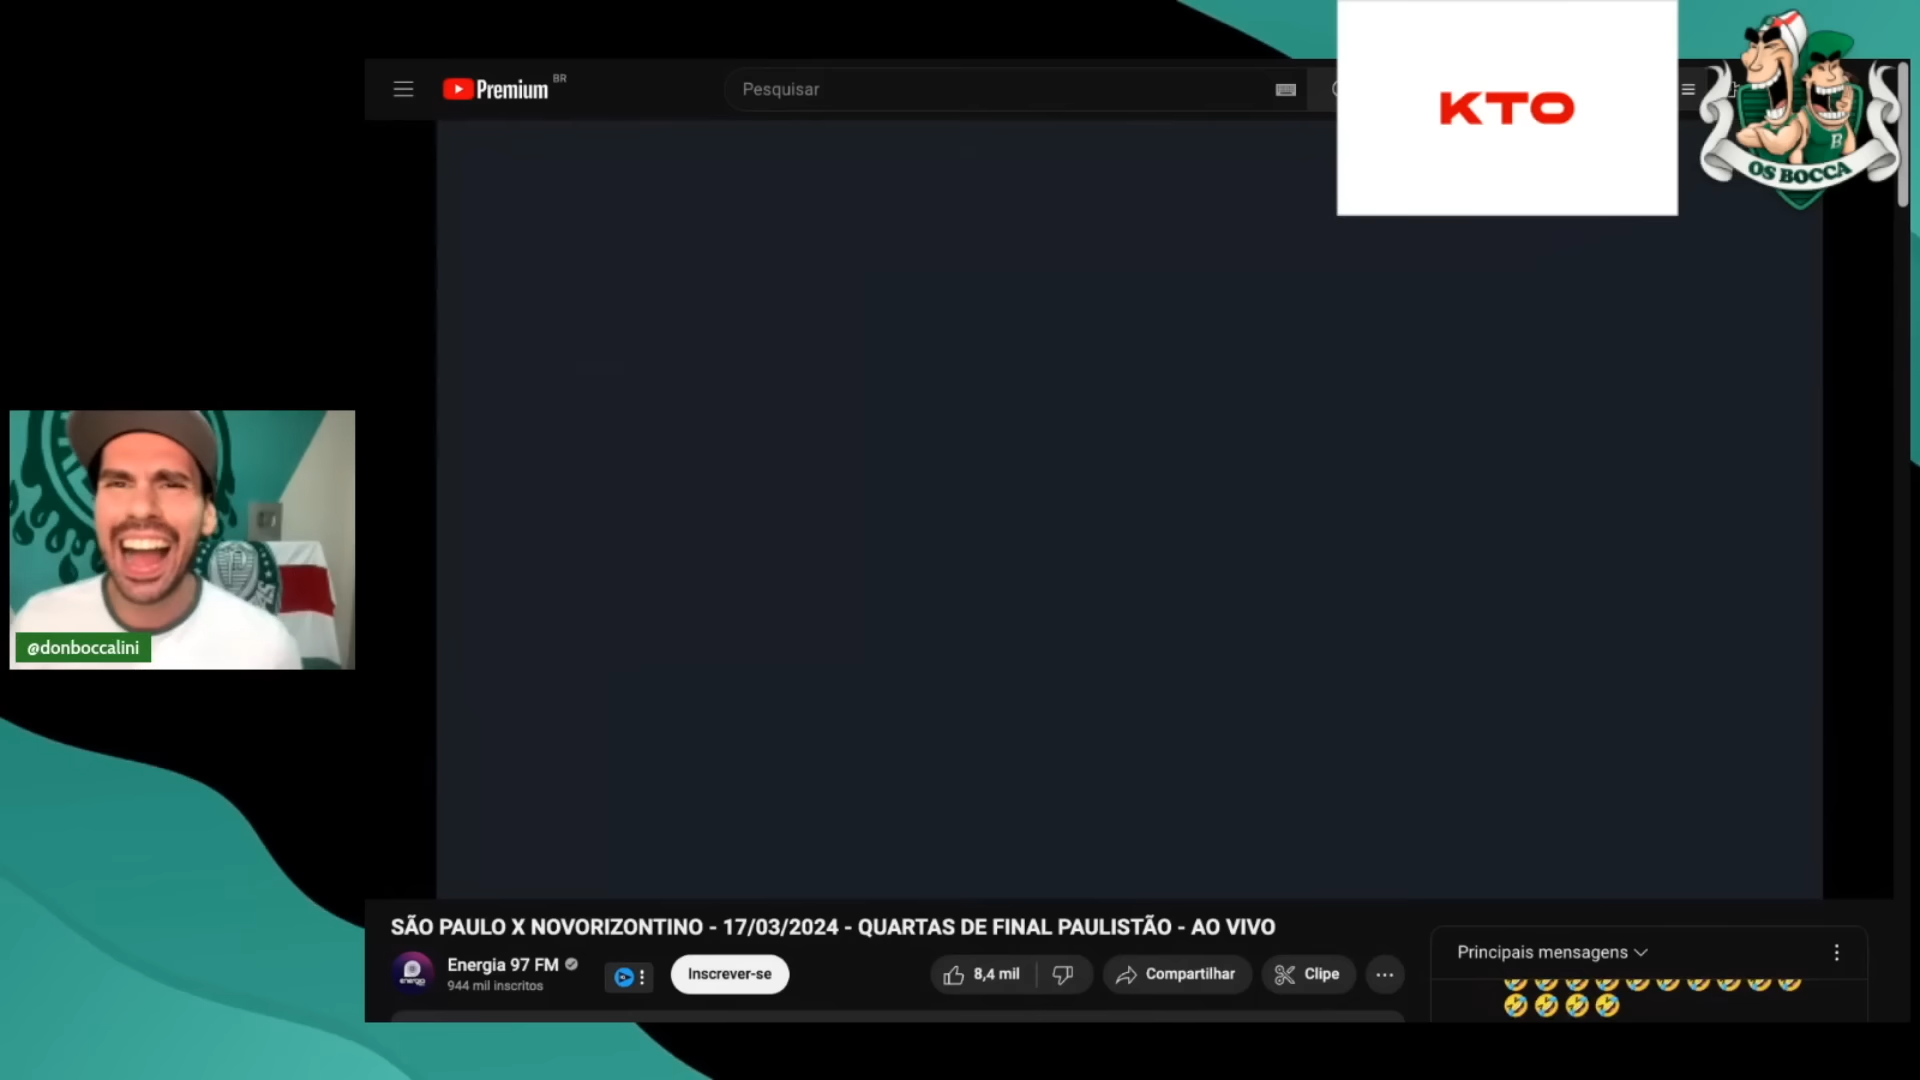 Premium BR
Pesquisar
KTO
B
OS BOCCA
@donboccalini
SÃO PAULO X NOVORIZONTINO - 17/03/2024 - QUARTAS DE FINAL PAULISTÃO - AO VIVO
Energia 97 FM
944 mil inscritos
Inscrever-se
8,4 mil
Compartilhar
Clipe
Principais mensagens
energia